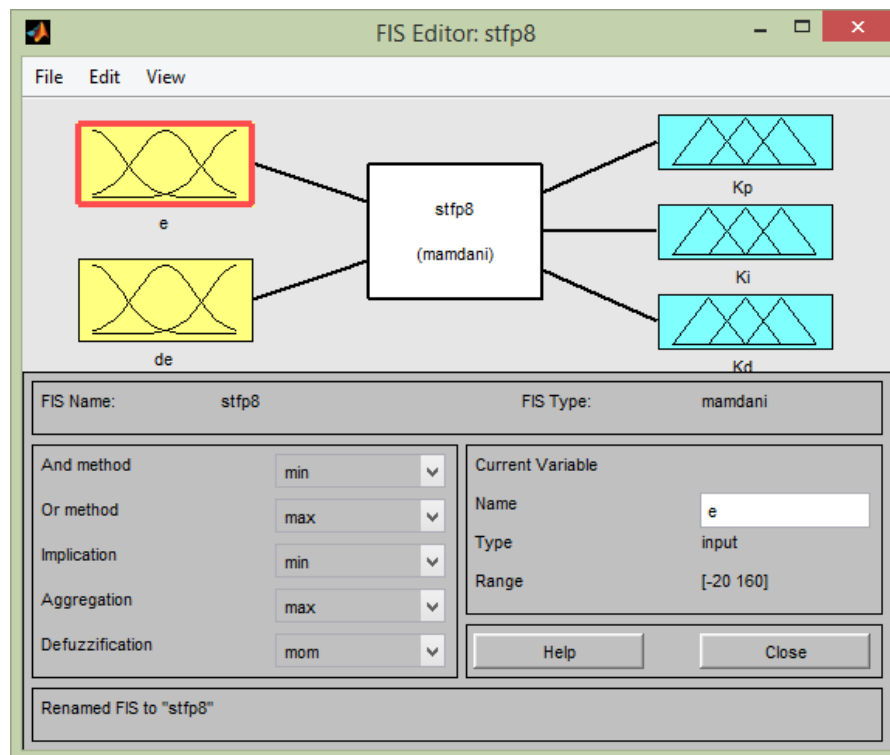 FIS Editor: stfp8
File Edit View
e
de
stfp8
(mamdani)
Kp
Ki
Kd
FIS Name: stfp8 FIS Type: mamdani
And method min
Or method max
Implication min
Aggregation max
Defuzzification mom
Current Variable
Name e
Type input
Range [-20 160]
Help Close
Renamed FIS to "stfp8"